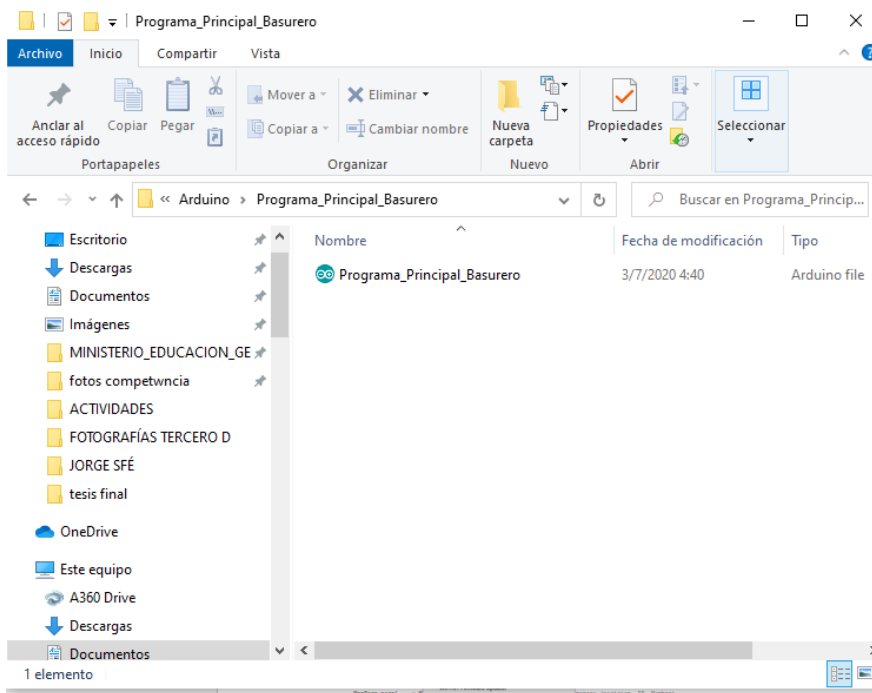 Programa_Principal_Basurero
Archivo Inicio Compartir Vista
Anclar al acceso rápido
Copiar
Pegar
Mover a
Copiar a
Eliminar
Cambiar nombre
Nueva carpeta
Propiedades
Seleccionar
Portapapeles Organizar Nuevo Abrir
« Arduino › Programa_Principal_Basurero
Buscar en Programa_Princip...
Nombre Fecha de modificación Tipo
Programa_Principal_Basurero 3/7/2020 4:40 Arduino file
Escritorio
Descargas
Documentos
Imágenes
MINISTERIO_EDUCACION_GE
fotos competwncia
ACTIVIDADES
FOTOGRAFÍAS TERCERO D
JORGE SFÉ
tesis final
OneDrive
Este equipo
A360 Drive
Descargas
Documentos
1 elemento